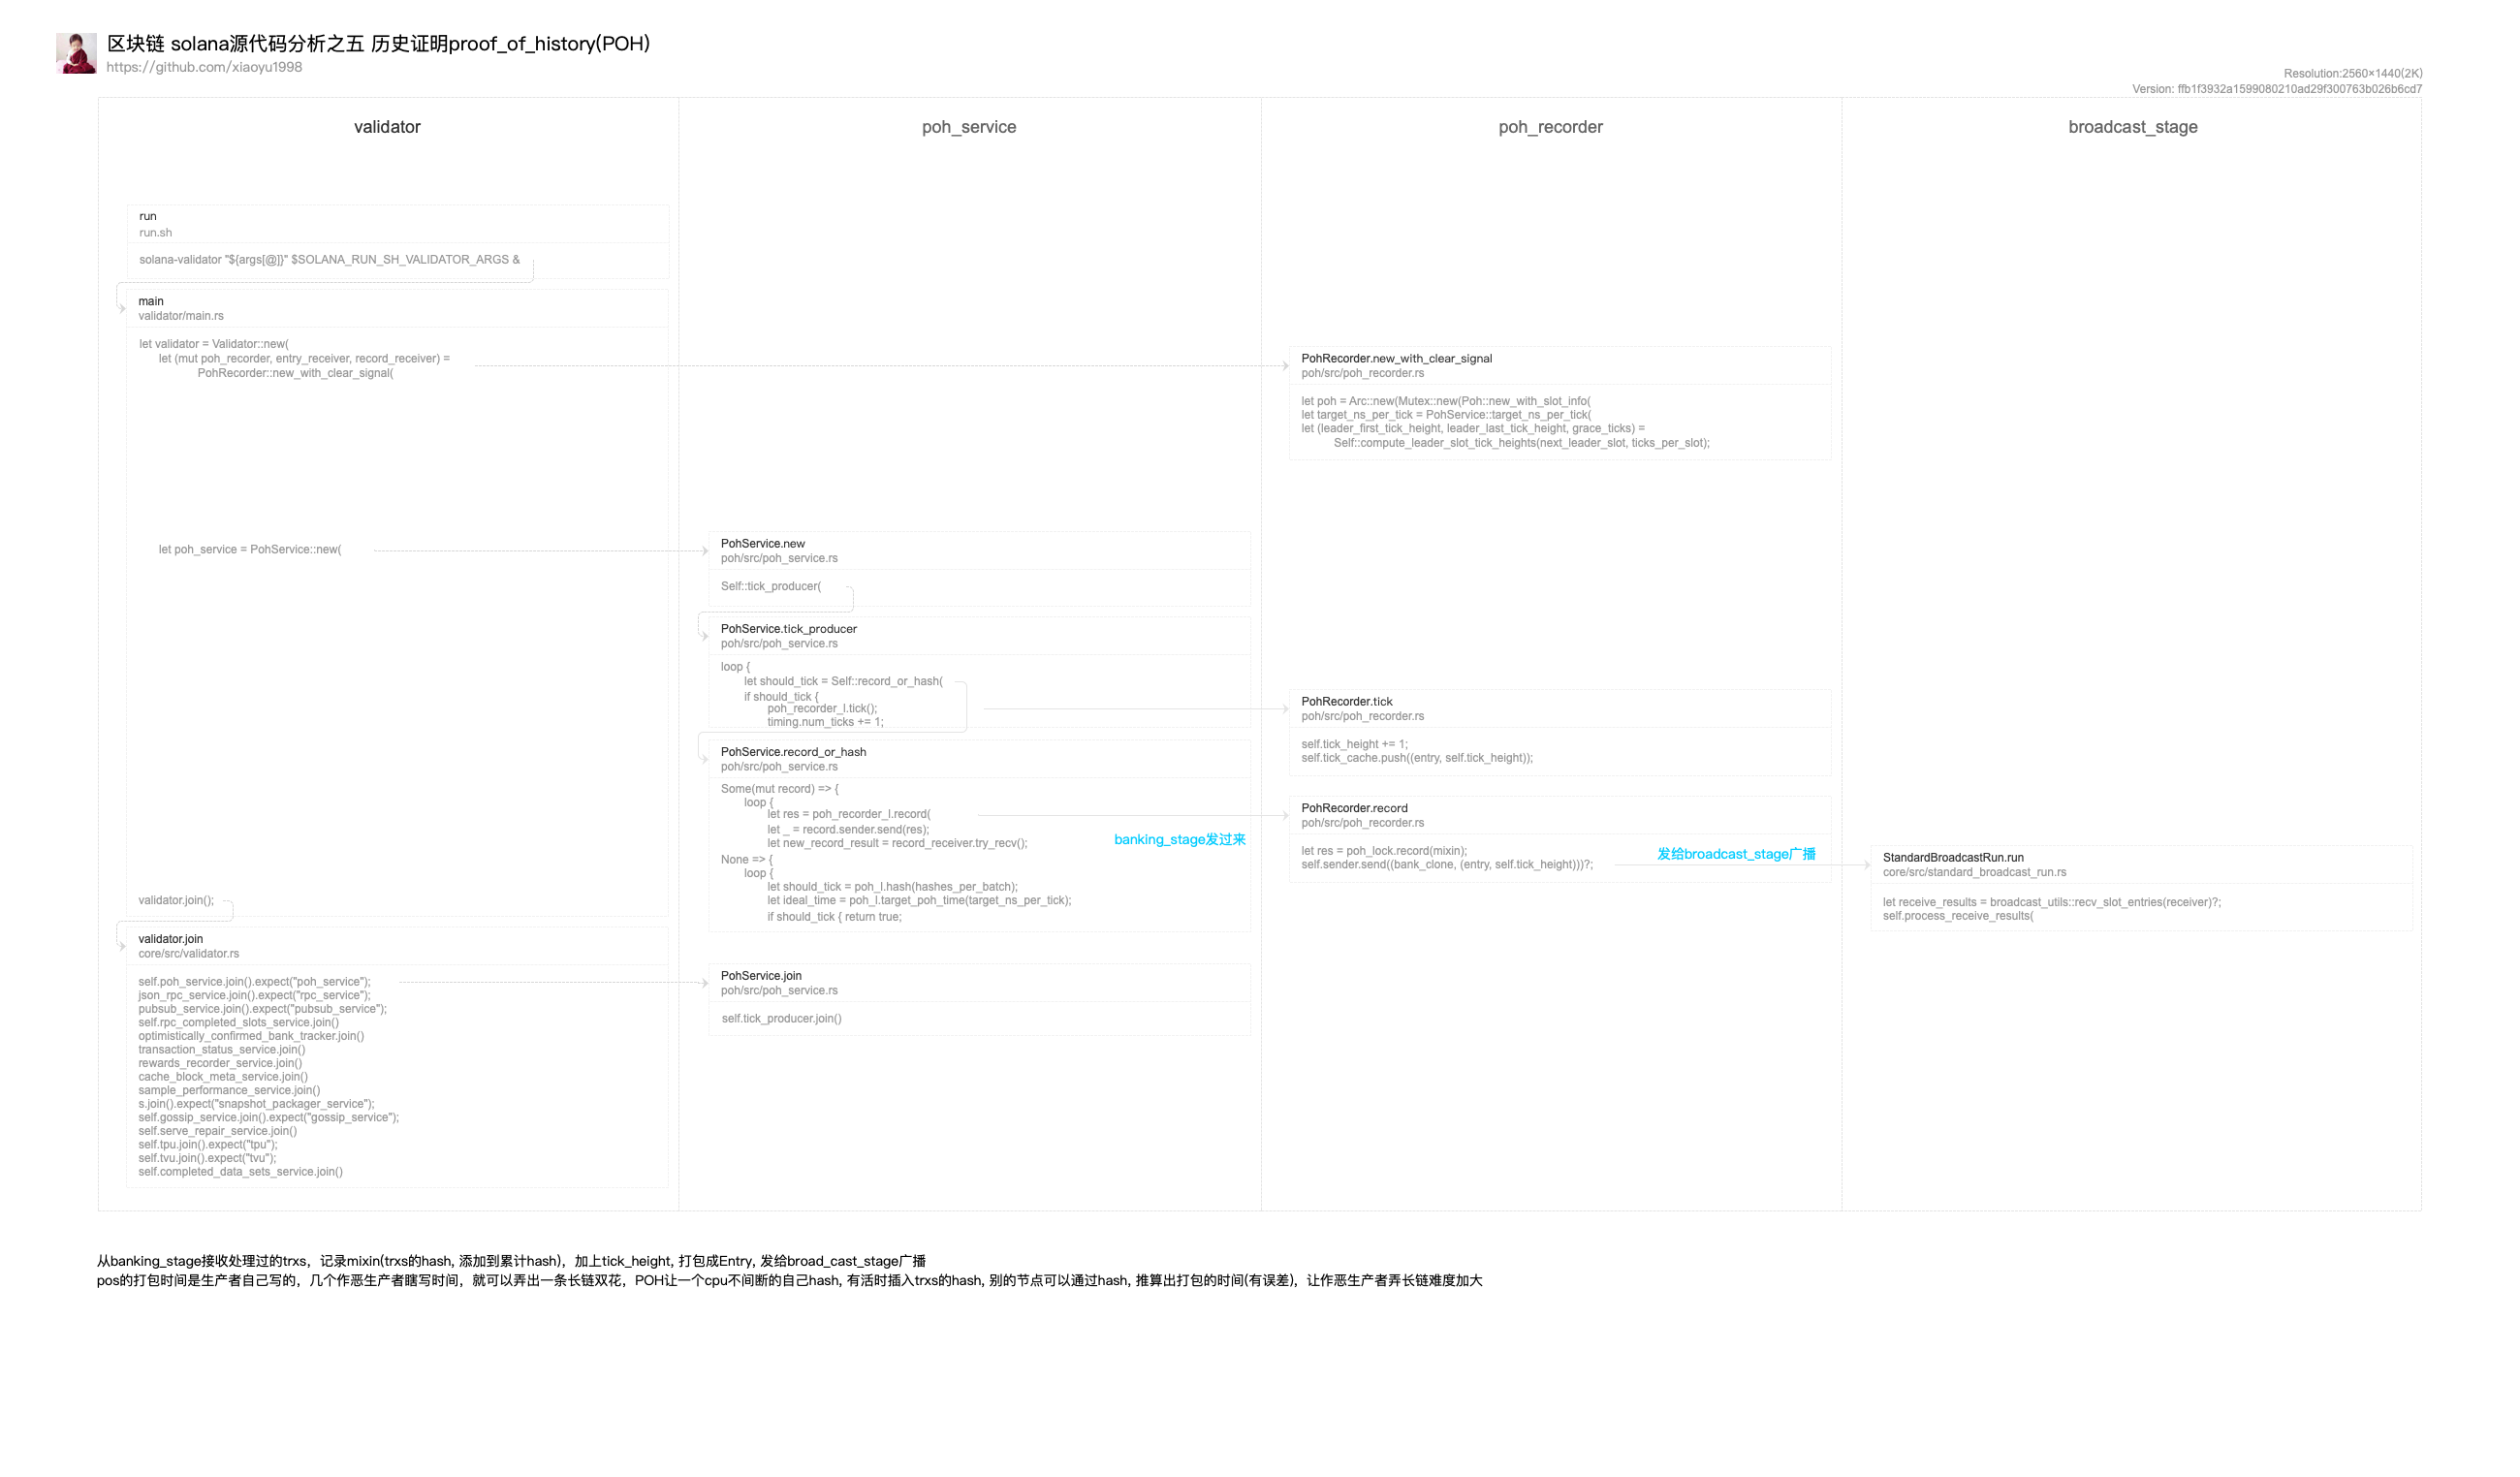 区块链 solana源代码分析之五 历史证明proof_of_history(POH)
https://github.com/xiaoyu1998
Resolution:2560×1440(2K)
Version: ffb1f3932a1599080210ad29f300763b026b6cd7
validator
run
run.sh
solana-validator "${args[@]}" $SOLANA_RUN_SH_VALIDATOR_ARGS &
main
validator/main.rs
let validator = Validator::new(
let (mut poh_recorder, entry_receiver, record_receiver) =
PohRecorder::new_with_clear_signal(
let poh_service = PohService::new(
validator.join();
validator.join
core/src/validator.rs
self.poh_service.join().expect("poh_service");
json_rpc_service.join().expect("rpc_service");
pubsub_service.join().expect("pubsub_service");
self.rpc_completed_slots_service.join()
optimistically_confirmed_bank_tracker.join()
transaction_status_service.join()
rewards_recorder_service.join()
cache_block_meta_service.join()
sample_performance_service.join()
s.join().expect("snapshot_packager_service");
self.gossip_service.join().expect("gossip_service");
self.serve_repair_service.join()
self.tpu.join().expect("tpu");
self.tvu.join().expect("tvu");
self.completed_data_sets_service.join()
poh_service
PohService.new
poh/src/poh_service.rs
Self::tick_producer(
PohService.tick_producer
poh/src/poh_service.rs
loop {
let should_tick = Self::record_or_hash(
if should_tick {
poh_recorder_l.tick();
timing.num_ticks += 1;
PohService.record_or_hash
poh/src/poh_service.rs
Some(mut record) => {
loop {
let res = poh_recorder_l.record(
let _ = record.sender.send(res);
let new_record_result = record_receiver.try_recv();
banking_stage发过来
None => {
loop {
let should_tick = poh_l.hash(hashes_per_batch);
let ideal_time = poh_l.target_poh_time(target_ns_per_tick);
if should_tick { return true;
PohService.join
poh/src/poh_service.rs
self.tick_producer.join()
poh_recorder
PohRecorder.new_with_clear_signal
poh/src/poh_recorder.rs
let poh = Arc::new(Mutex::new(Poh::new_with_slot_info(
let target_ns_per_tick = PohService::target_ns_per_tick(
let (leader_first_tick_height, leader_last_tick_height, grace_ticks) =
Self::compute_leader_slot_tick_heights(next_leader_slot, ticks_per_slot);
PohRecorder.tick
poh/src/poh_recorder.rs
self.tick_height += 1;
self.tick_cache.push((entry, self.tick_height));
PohRecorder.record
poh/src/poh_recorder.rs
let res = poh_lock.record(mixin);
self.sender.send((bank_clone, (entry, self.tick_height)))?;
发给broadcast_stage广播
broadcast_stage
StandardBroadcastRun.run
core/src/standard_broadcast_run.rs
let receive_results = broadcast_utils::recv_slot_entries(receiver)?;
self.process_receive_results(
从banking_stage接收处理过的trxs，记录mixin(trxs的hash, 添加到累计hash)，加上tick_height, 打包成Entry, 发给broad_cast_stage广播
pos的打包时间是生产者自己写的，几个作恶生产者瞎写时间，就可以弄出一条长链双花，POH让一个cpu不间断的自己hash, 有活时插入trxs的hash, 别的节点可以通过hash, 推算出打包的时间(有误差)，让作恶生产者弄长链难度加大